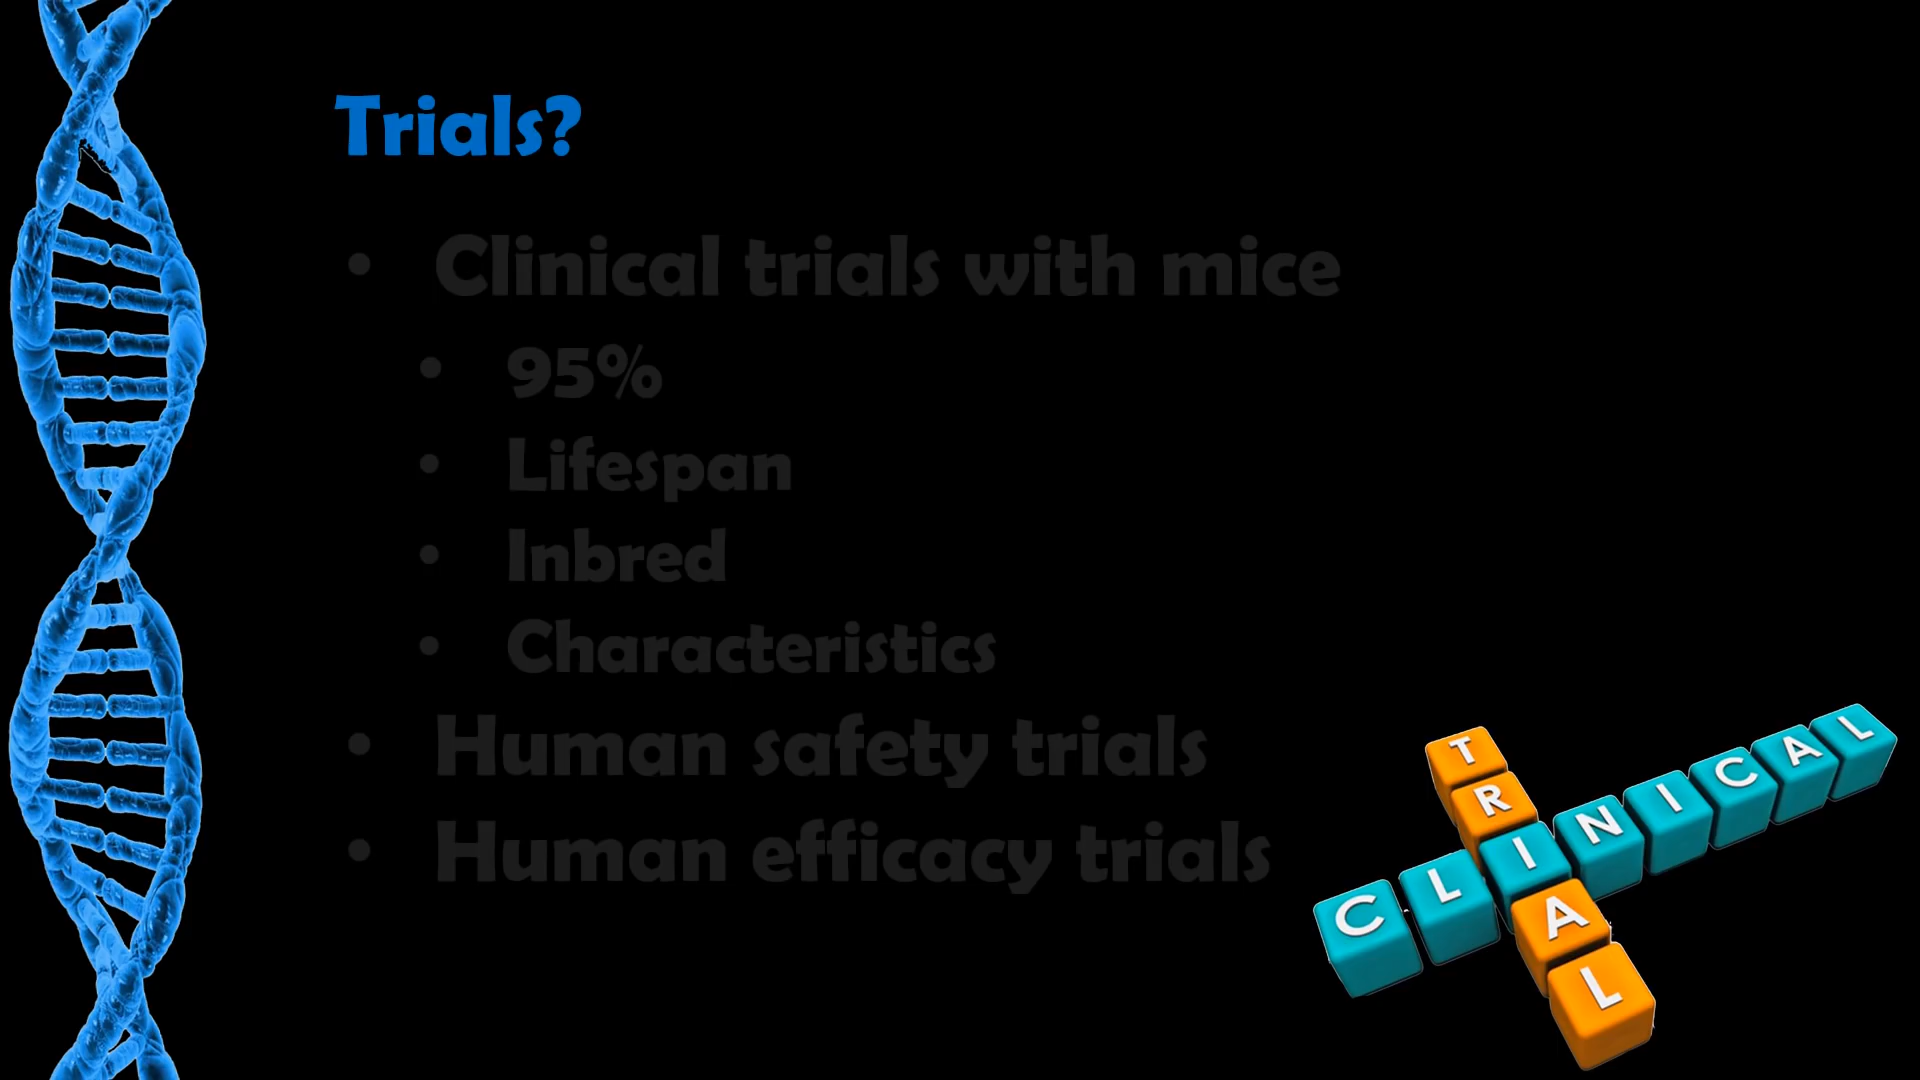 Trials?
• Clinical trials with mice
• 95%
• Lifespan
• Inbred
• Characteristics
• Human safety trials
• Human efficacy trials
CLINICAL
TRIAL